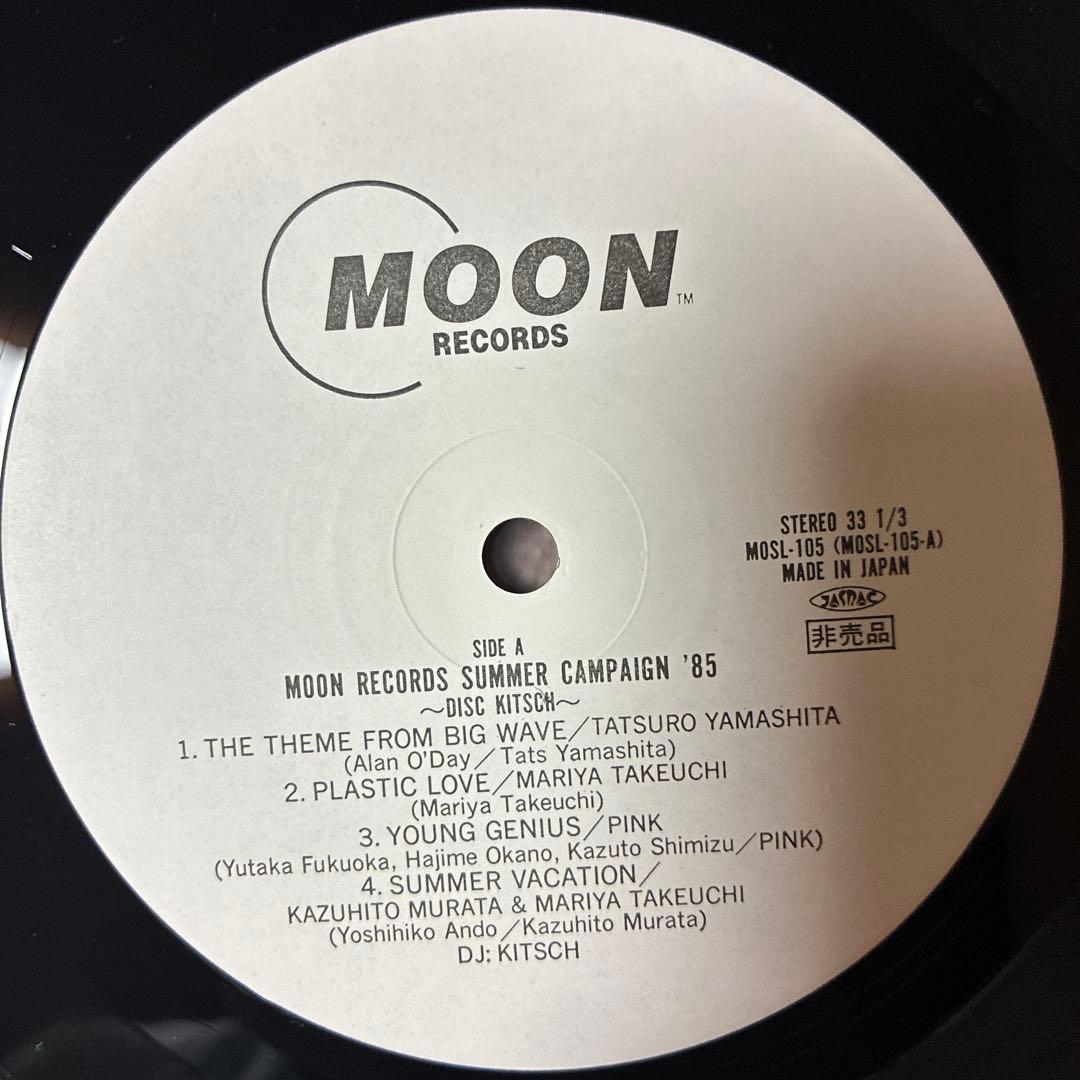 MOON™
RECORDS
STEREO 33 1/3
MOSL-105 (MOSL-105-A)
MADE IN JAPAN
JASRAC
非売品
SIDE A
MOON RECORDS SUMMER CAMPAIGN '85
～DISC KITSCH～
1. THE THEME FROM BIG WAVE／TATSURO YAMASHITA
(Alan O'Day／Tats Yamashita)
2. PLASTIC LOVE／MARIYA TAKEUCHI
(Mariya Takeuchi)
3. YOUNG GENIUS／PINK
(Yutaka Fukuoka, Hajime Okano, Kazuto Shimizu／PINK)
4. SUMMER VACATION／
KAZUHITO MURATA & MARIYA TAKEUCHI
(Yoshihiko Ando／Kazuhito Murata)
DJ: KITSCH